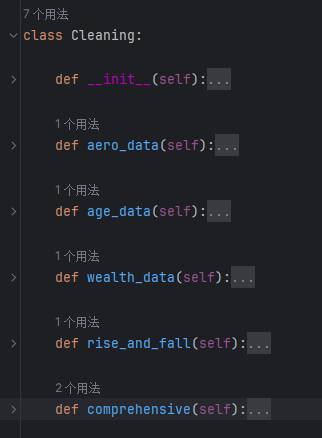 7 个用法
class Cleaning:
def __init__(self):...
1 个用法
def aero_data(self):...
1 个用法
def age_data(self):...
1 个用法
def wealth_data(self):...
1 个用法
def rise_and_fall(self):...
2 个用法
def comprehensive(self):...